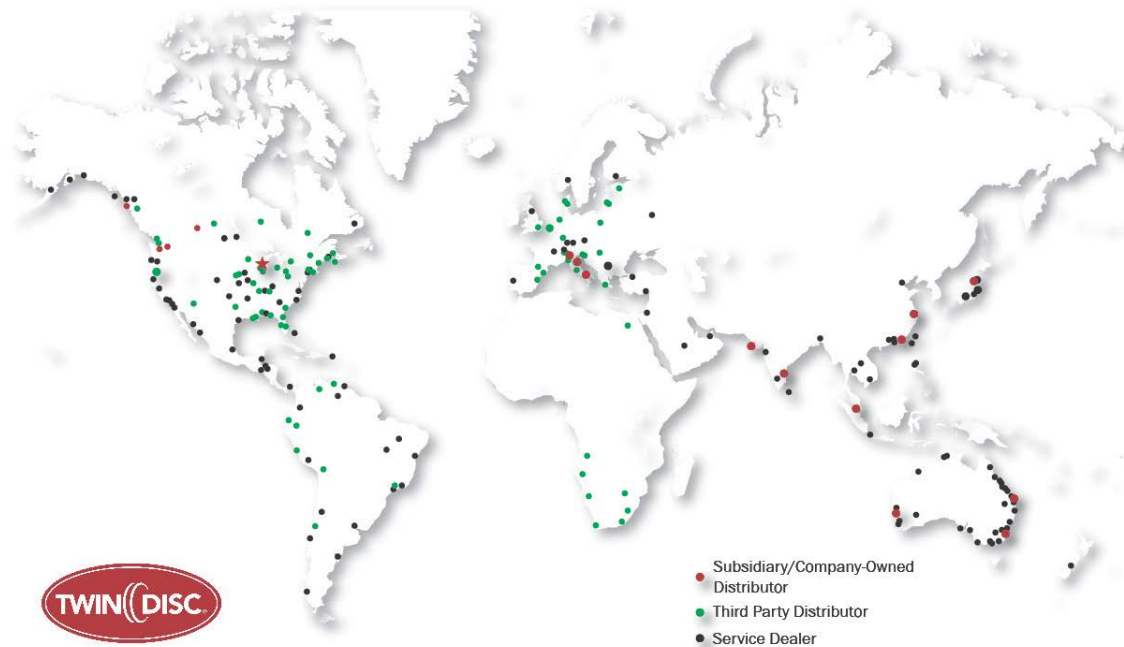 Subsidiary/Company-Owned
Distributor
Third Party Distributor
Service Dealer
TWIN DISC®